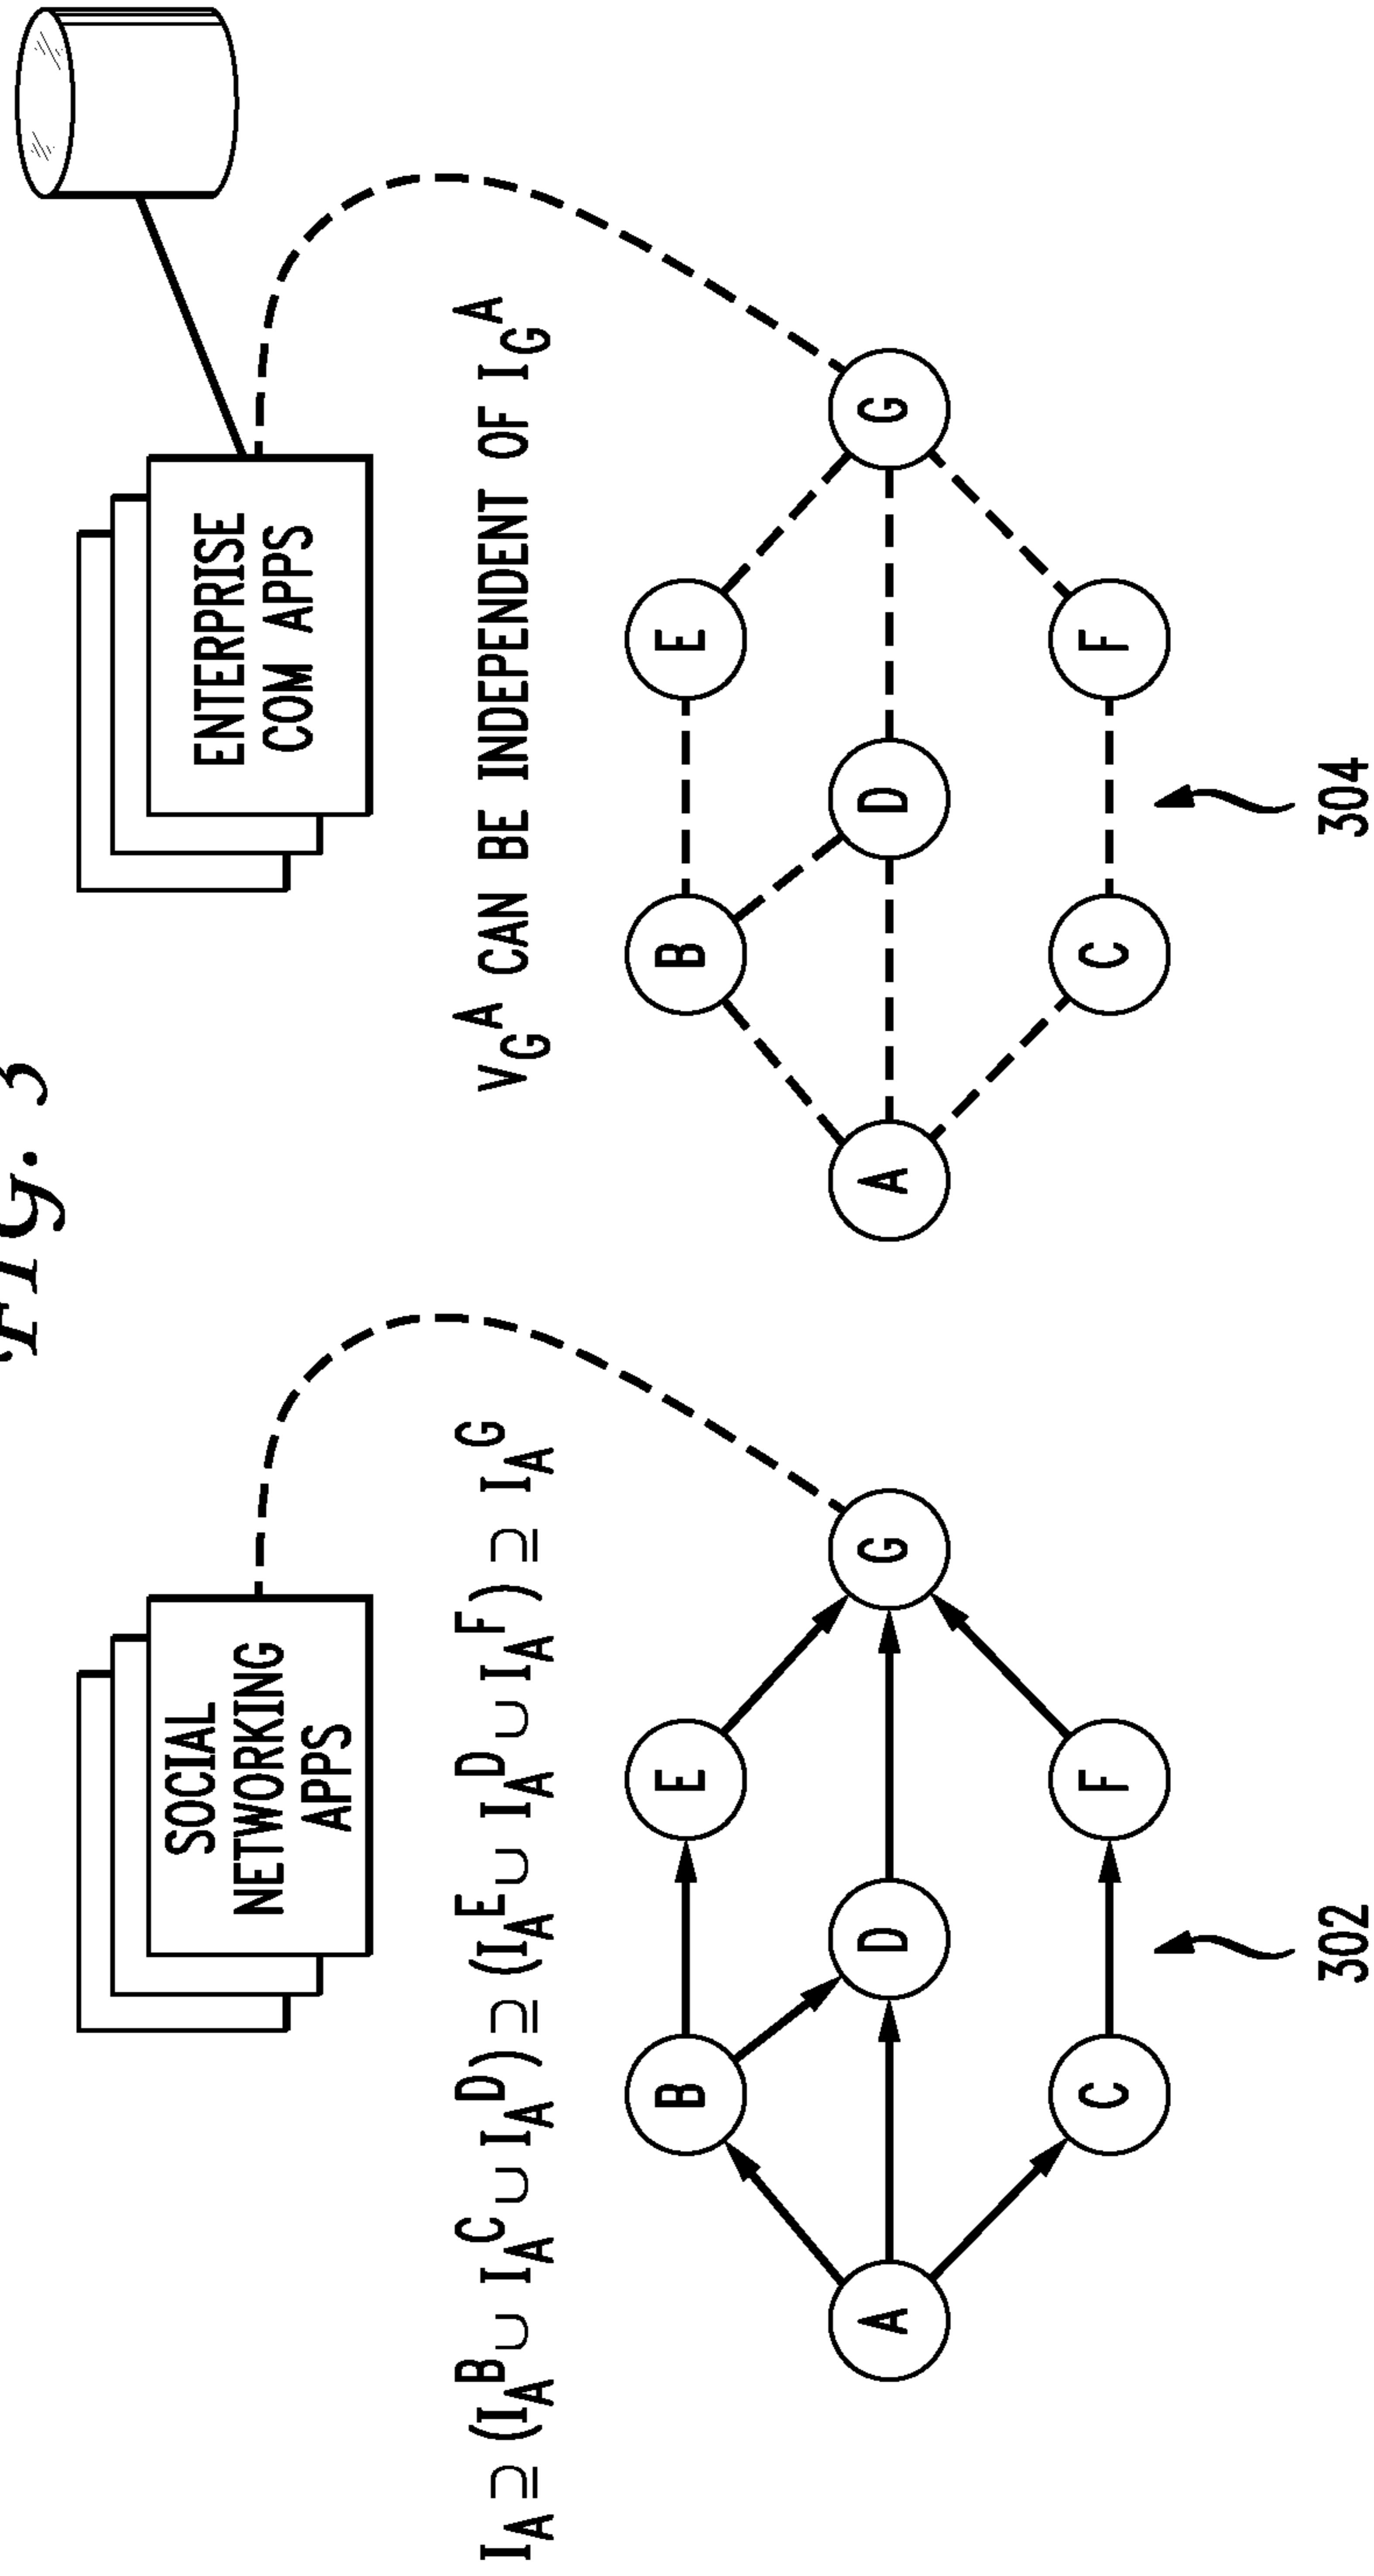 FIG. 3
SOCIAL
NETWORKING
APPS
I_A ⊇ (I_A^B ∪ I_A^C ∪ I_A^D) ⊇ (I_A^E ∪ I_A^D ∪ I_A^F) ⊇ I_A^G
B
E
A
D
G
C
F
302
ENTERPRISE
COM APPS
V_G^A CAN BE INDEPENDENT OF I_G^A
B
E
A
D
G
C
F
304